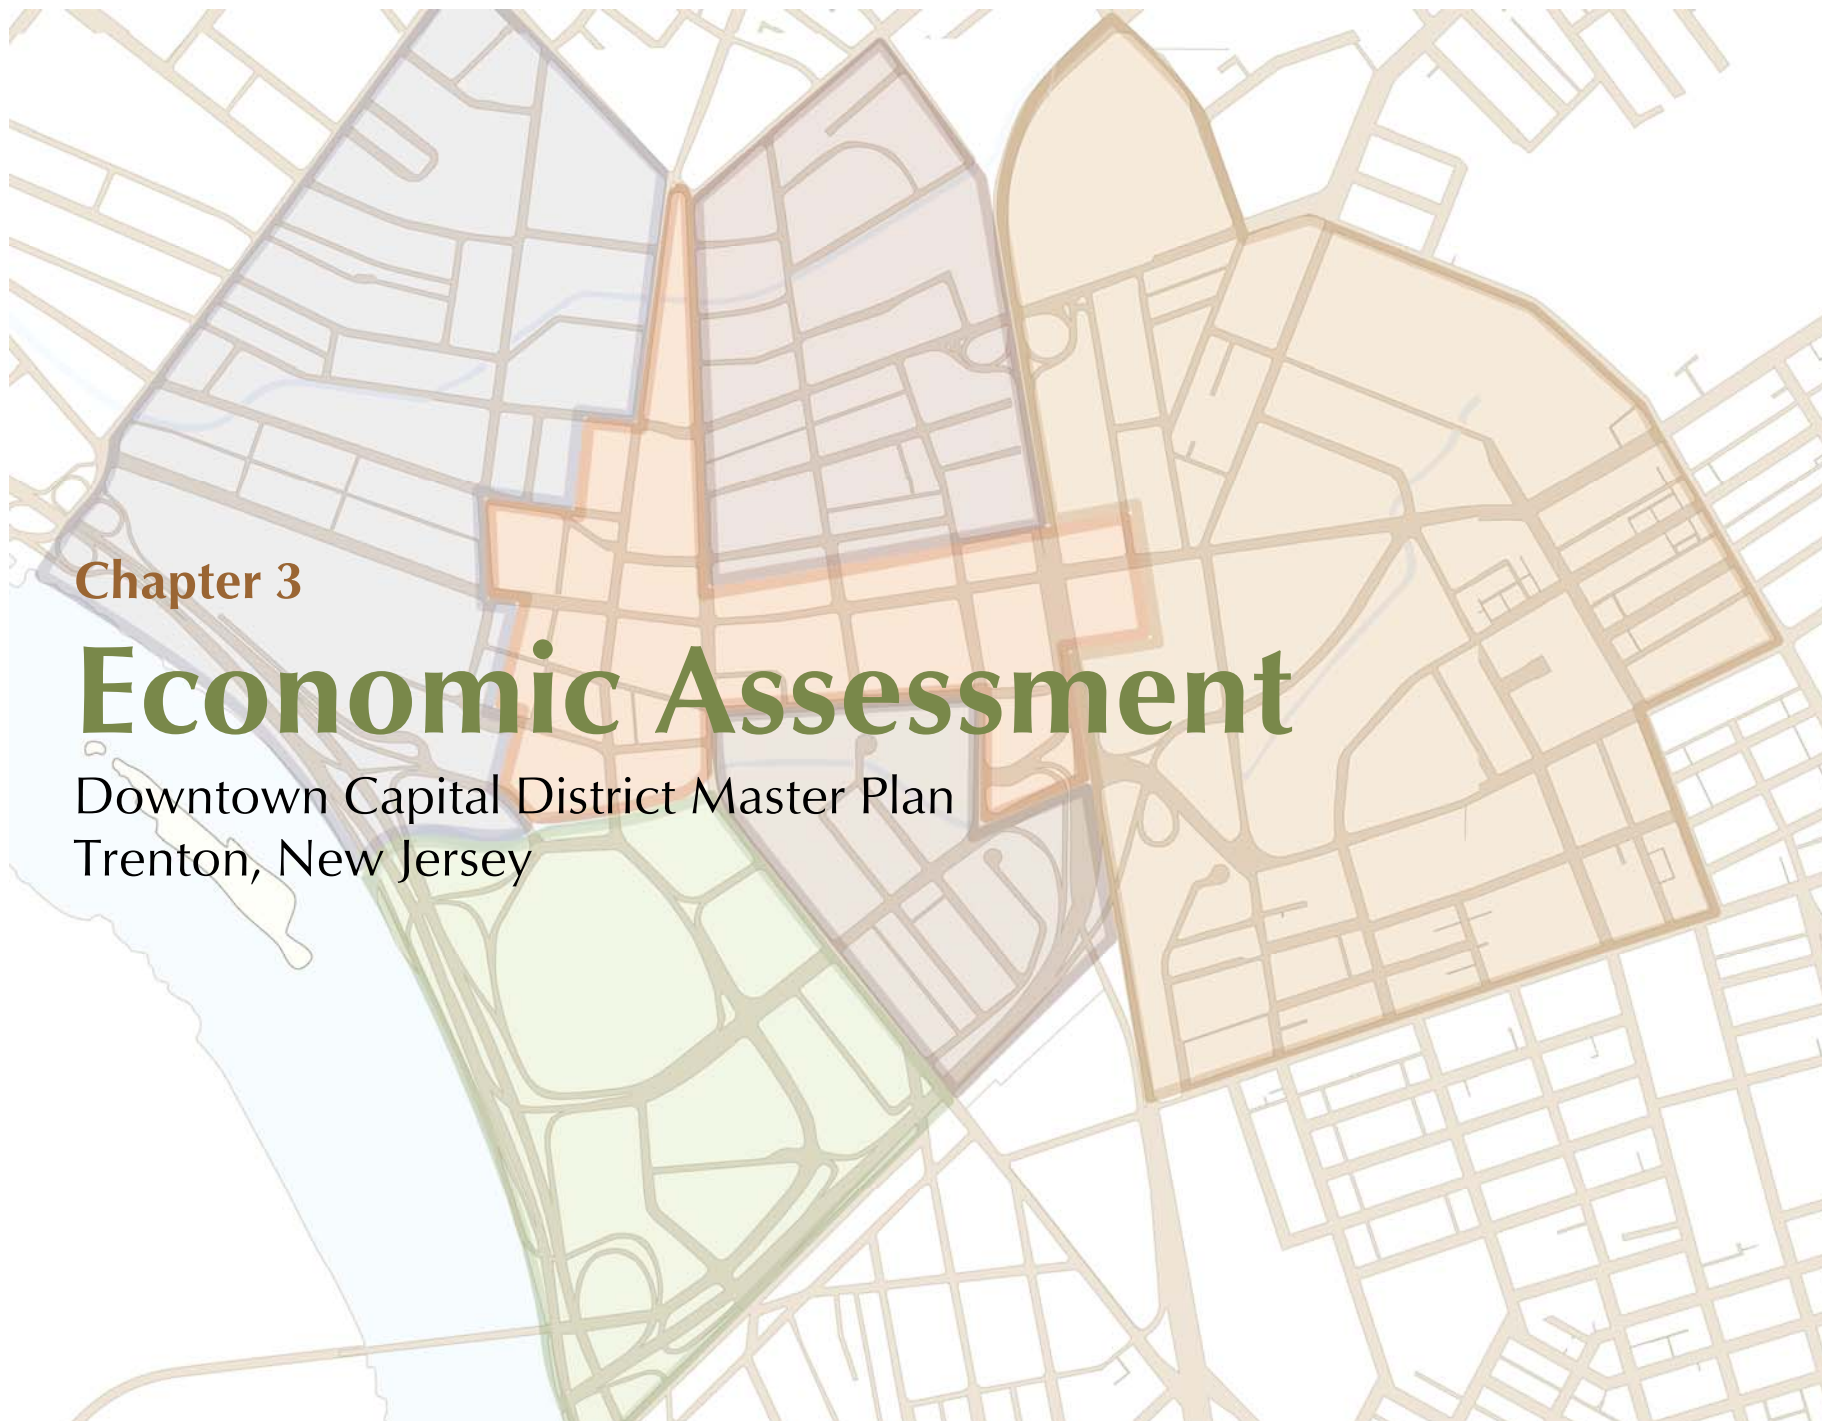 Chapter 3
Economic Assessment
Downtown Capital District Master Plan
Trenton, New Jersey